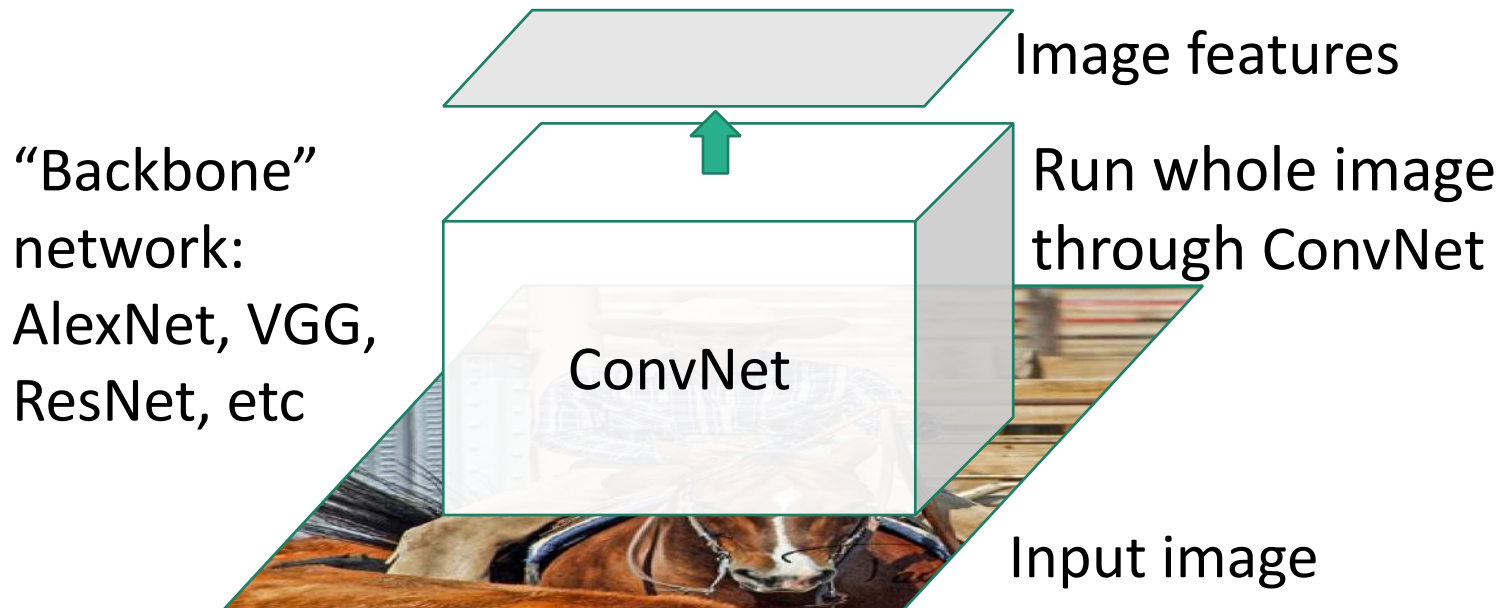 Image features
“Backbone”
network:
AlexNet, VGG,
ResNet, etc
Run whole image
through ConvNet
ConvNet
Input image